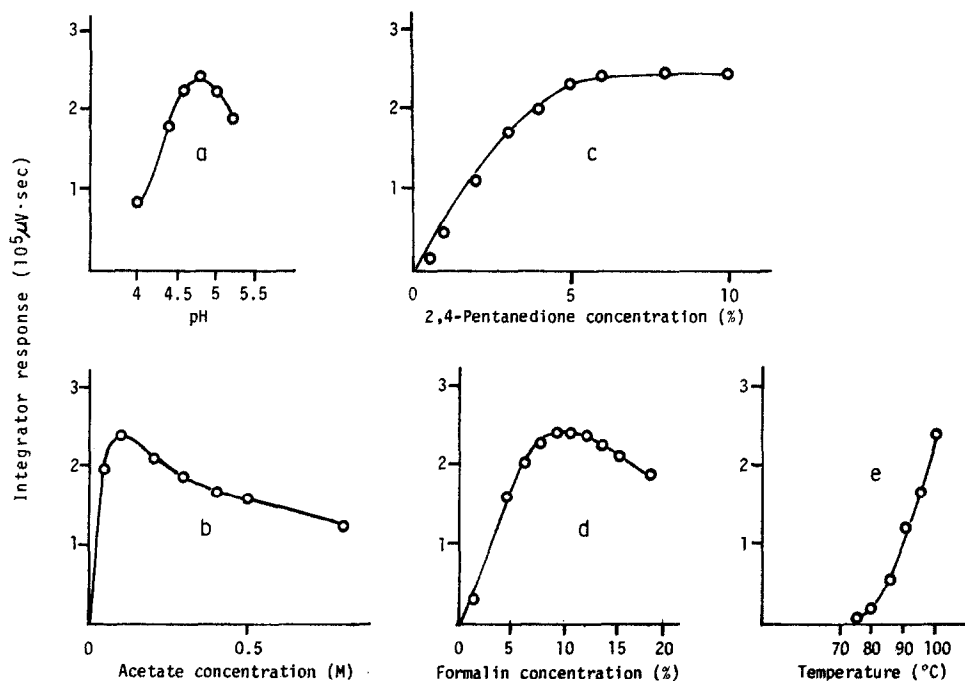 Integrator response (10⁵μV·sec)
3
2
1
a
4 4.5 5 5.5
pH
3
2
1
c
0 5 10
2,4-Pentanedione concentration (%)
3
2
1
b
0 0.5
Acetate concentration (M)
3
2
1
d
0 5 10 15 20
Formalin concentration (%)
3
2
1
e
70 80 90 100
Temperature (°C)